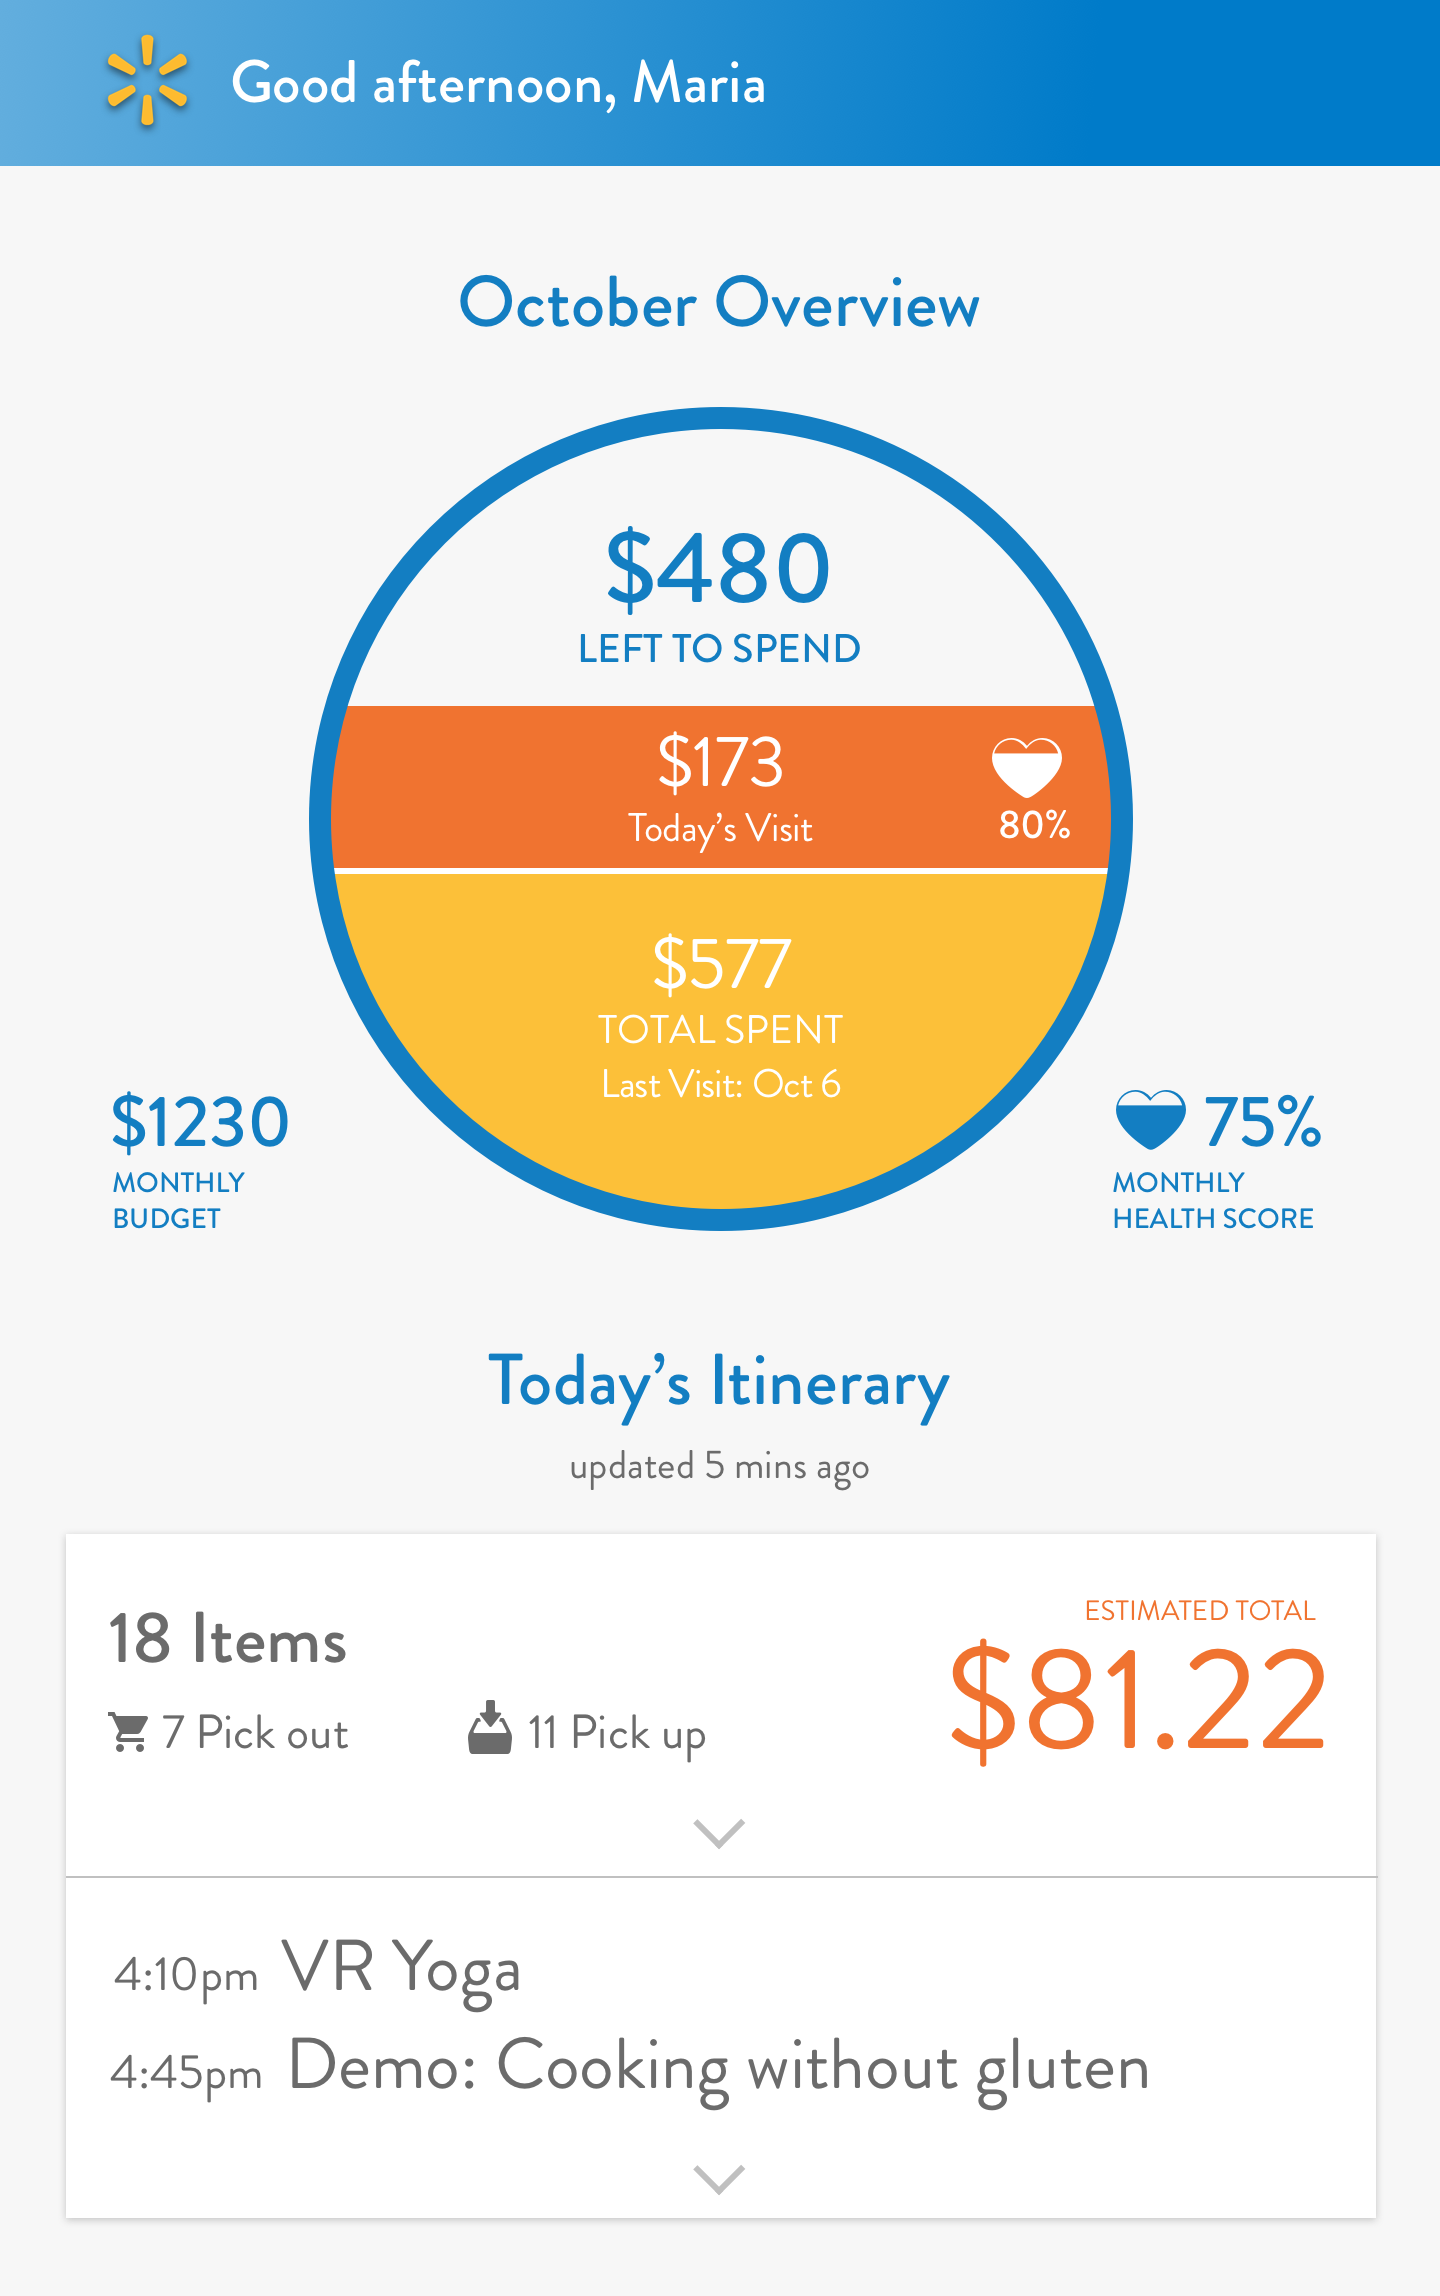 Good afternoon, Maria
October Overview
$480
LEFT TO SPEND
$173
Today’s Visit
80%
$577
TOTAL SPENT
Last Visit: Oct 6
$1230
MONTHLY
BUDGET
75%
MONTHLY
HEALTH SCORE
Today’s Itinerary
updated 5 mins ago
18 Items
7 Pick out
11 Pick up
ESTIMATED TOTAL
$81.22
4:10pm VR Yoga
4:45pm Demo: Cooking without gluten